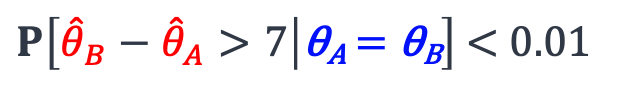 P[θ̂_B − θ̂_A > 7| θ_A = θ_B] < 0.01